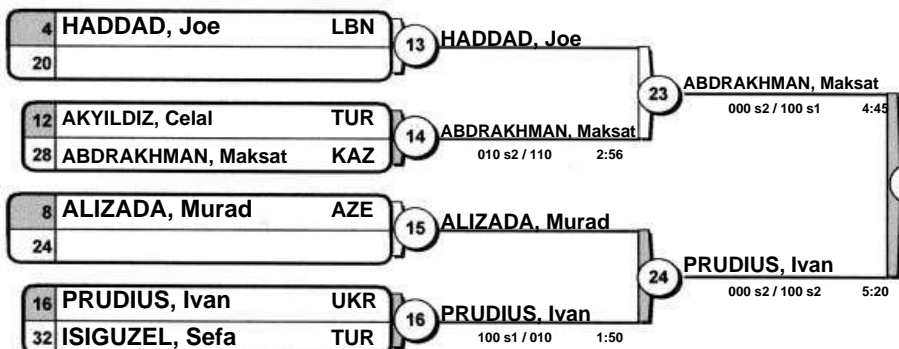 4 HADDAD, Joe LBN
20
13 HADDAD, Joe
12 AKYILDIZ, Celal TUR
28 ABDRAKHMAN, Maksat KAZ
14 ABDRAKHMAN, Maksat
010 s2 / 110 2:56
23 ABDRAKHMAN, Maksat
000 s2 / 100 s1 4:45
8 ALIZADA, Murad AZE
24
15 ALIZADA, Murad
16 PRUDIUS, Ivan UKR
32 ISIGUZEL, Sefa TUR
16 PRUDIUS, Ivan
100 s1 / 010 1:50
24 PRUDIUS, Ivan
000 s2 / 100 s2 5:20